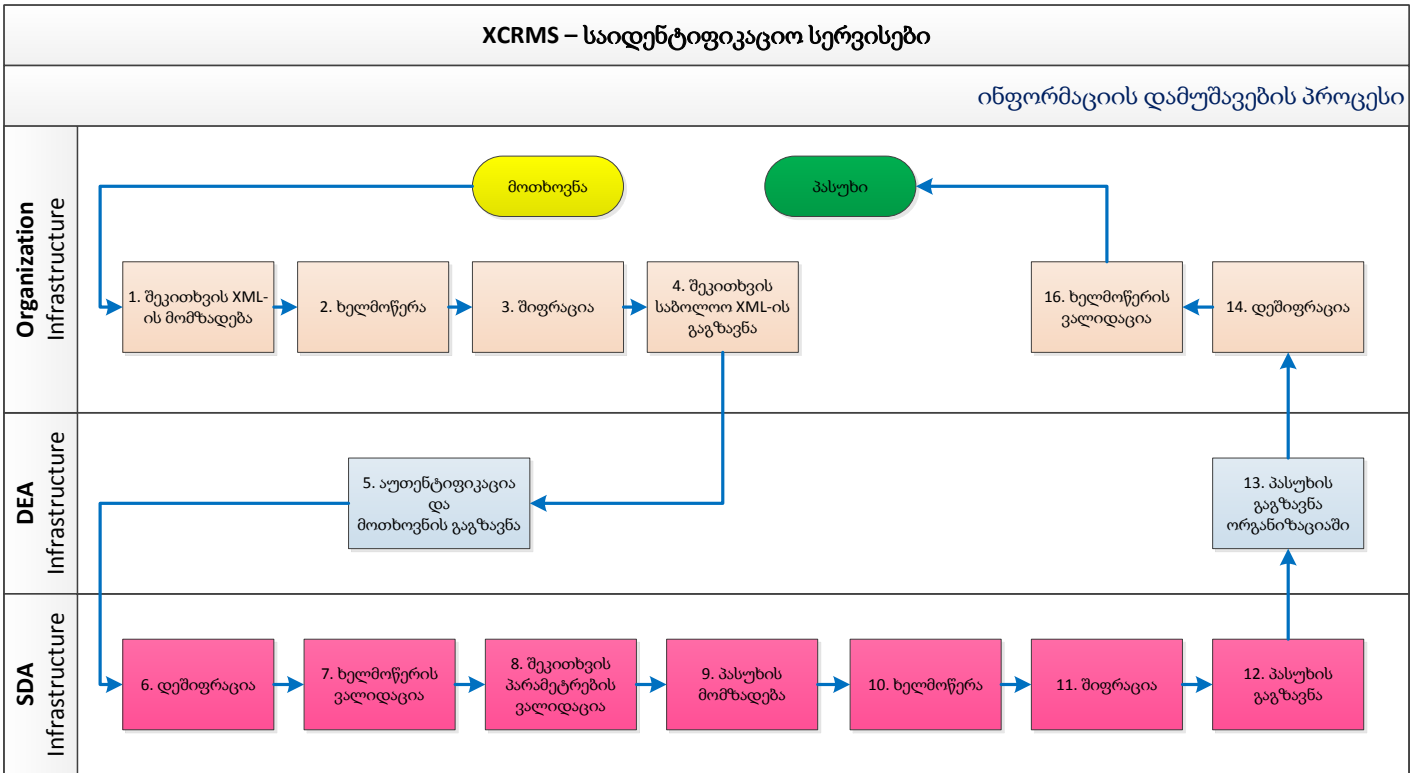 XCRMS – საიდენტიფიკაციო სერვისები
ინფორმაციის დამუშავების პროცესი
Organization
Infrastructure
მოთხოვნა
პასუხი
1. შეკითხვის XML-
ის მომზადება
2. ხელმოწერა
3. შიფრაცია
4. შეკითხვის
საბოლოო XML-ის
გაგზავნა
16. ხელმოწერის
ვალიდაცია
14. დეშიფრაცია
DEA
Infrastructure
5. აუთენტიფიკაცია
და
მოთხოვნის გაგზავნა
13. პასუხის
გაგზავნა
ორგანიზაციაში
SDA
Infrastructure
6. დეშიფრაცია
7. ხელმოწერის
ვალიდაცია
8. შეკითხვის
პარამეტრების
ვალიდაცია
9. პასუხის
მომზადება
10. ხელმოწერა
11. შიფრაცია
12. პასუხის
გაგზავნა